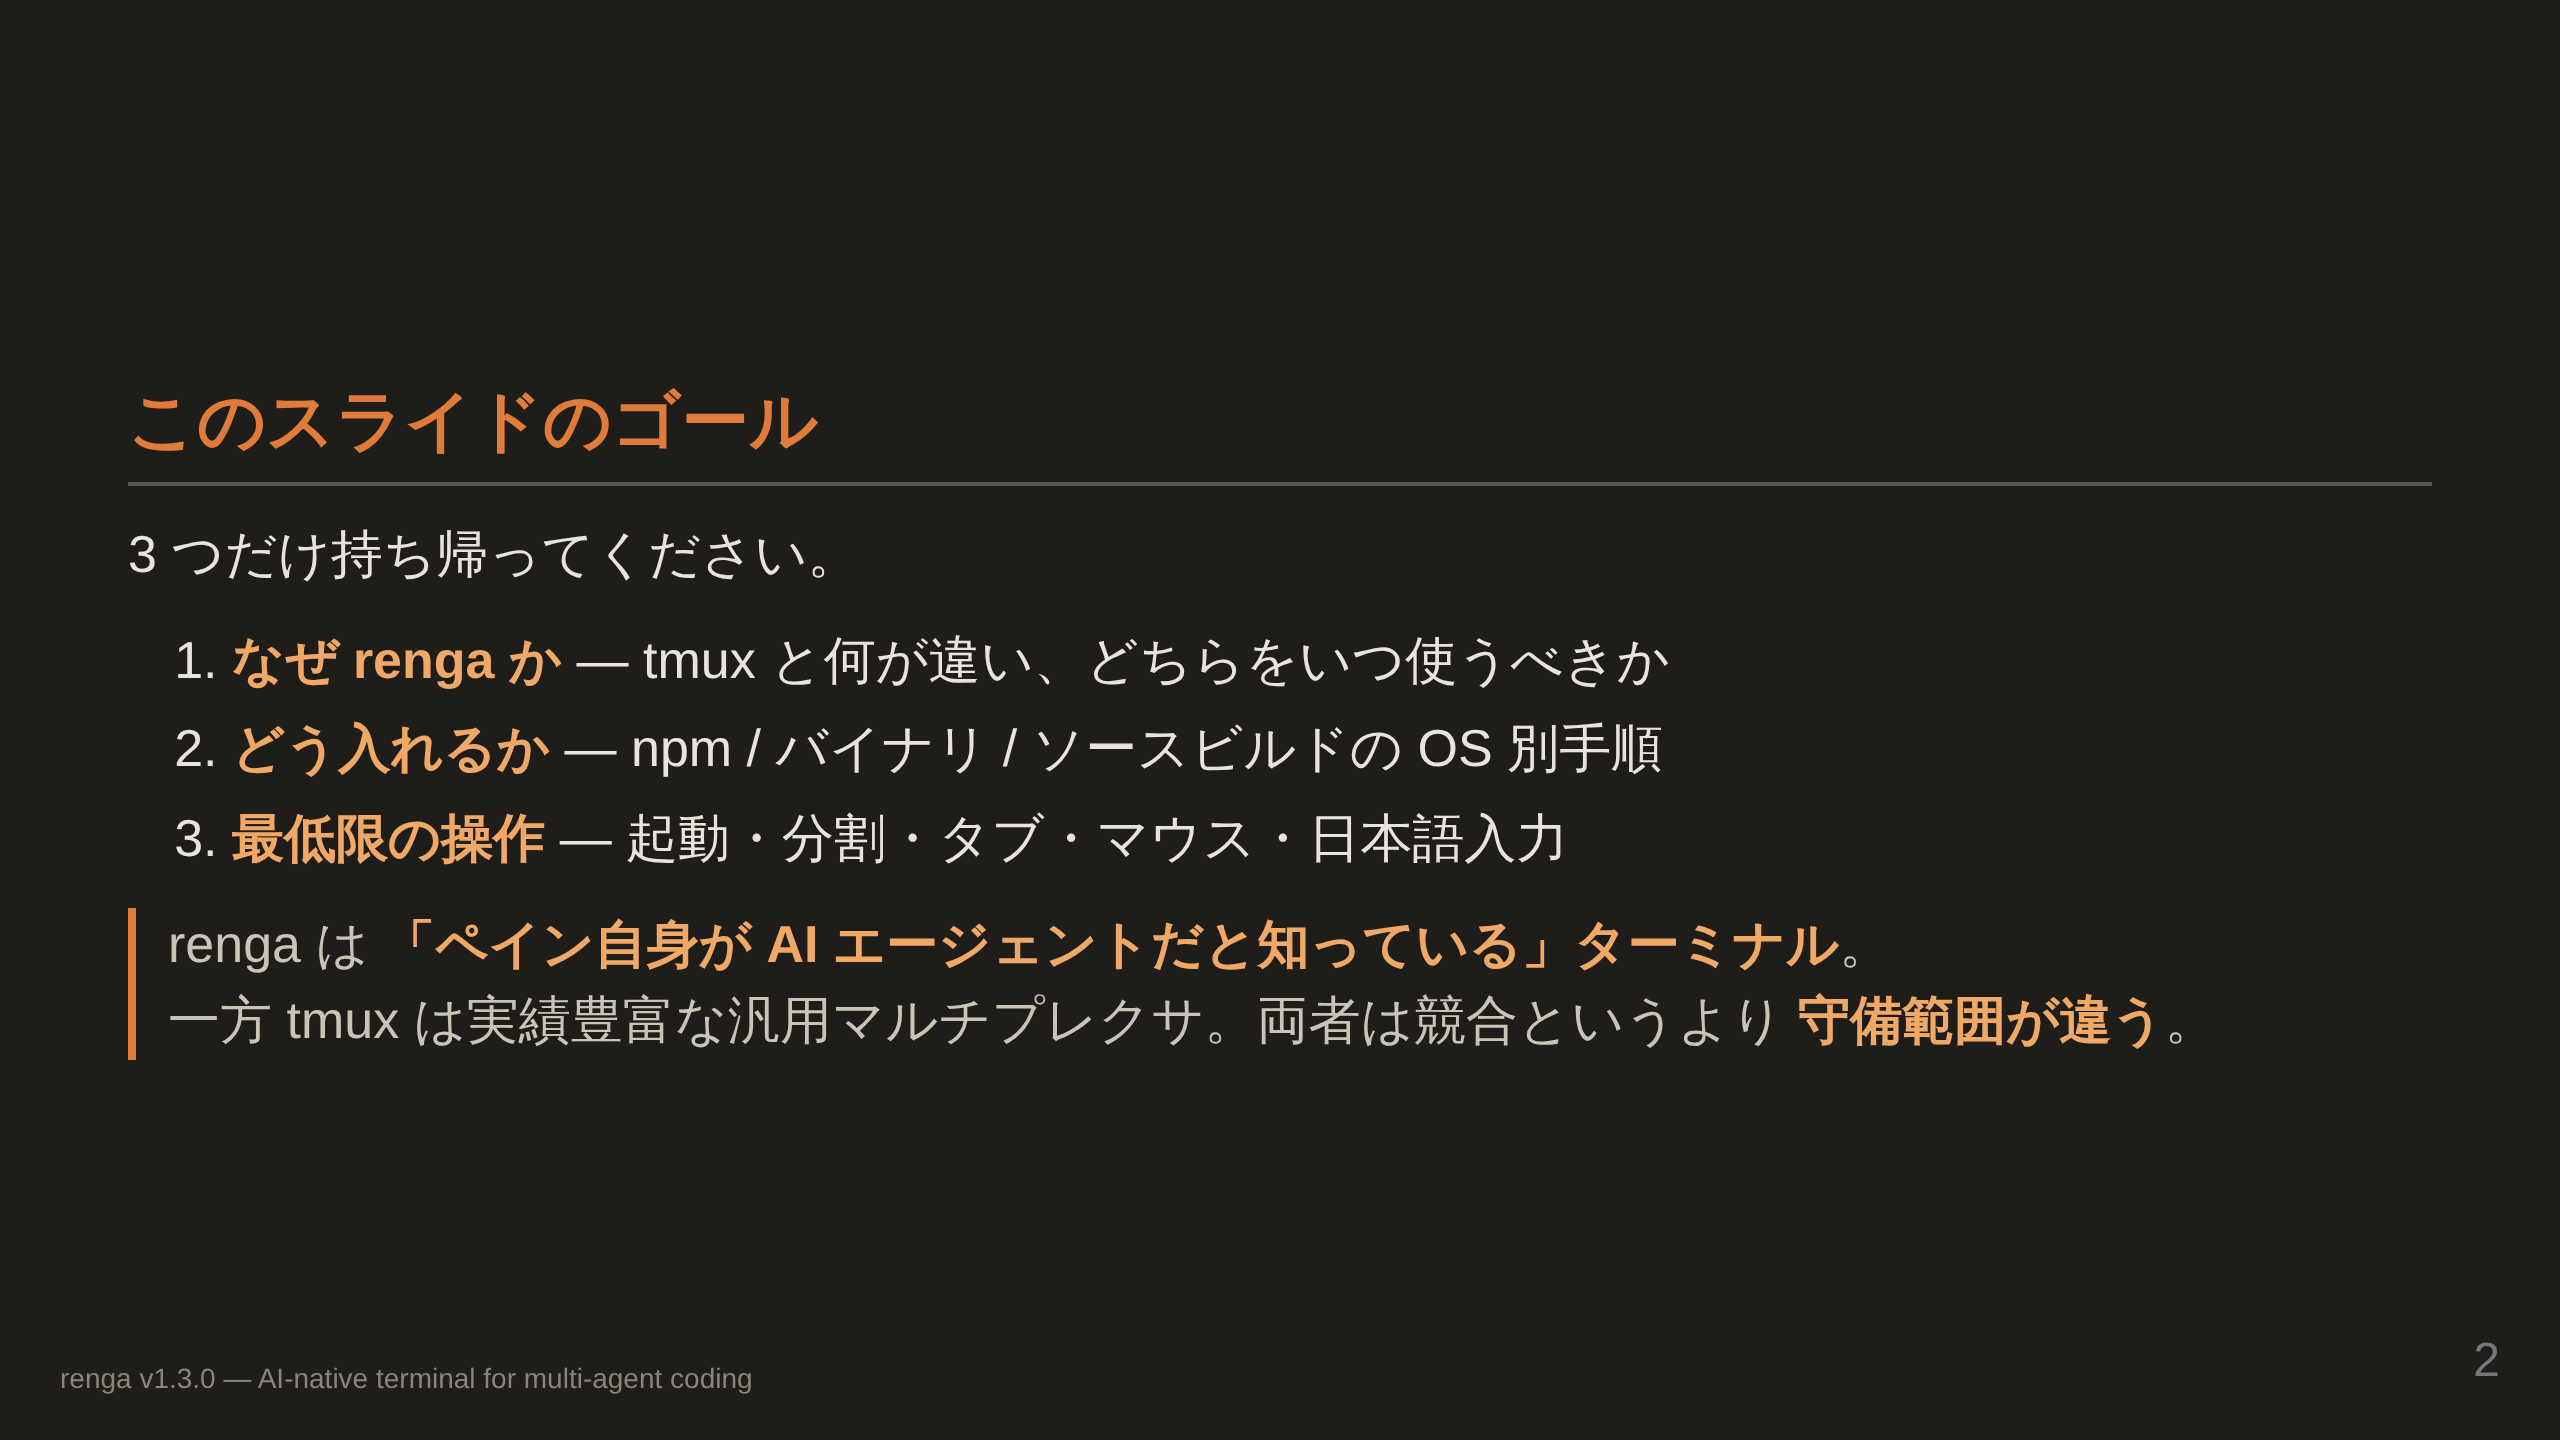 このスライドのゴール
3 つだけ持ち帰ってください。
1. なぜ renga か — tmux と何が違い、どちらをいつ使うべきか
2. どう入れるか — npm / バイナリ / ソースビルドの OS 別手順
3. 最低限の操作 — 起動・分割・タブ・マウス・日本語入力
renga は 「ペイン自身が AI エージェントだと知っている」ターミナル。
一方 tmux は実績豊富な汎用マルチプレクサ。両者は競合というより 守備範囲が違う。
renga v1.3.0 — AI-native terminal for multi-agent coding
2